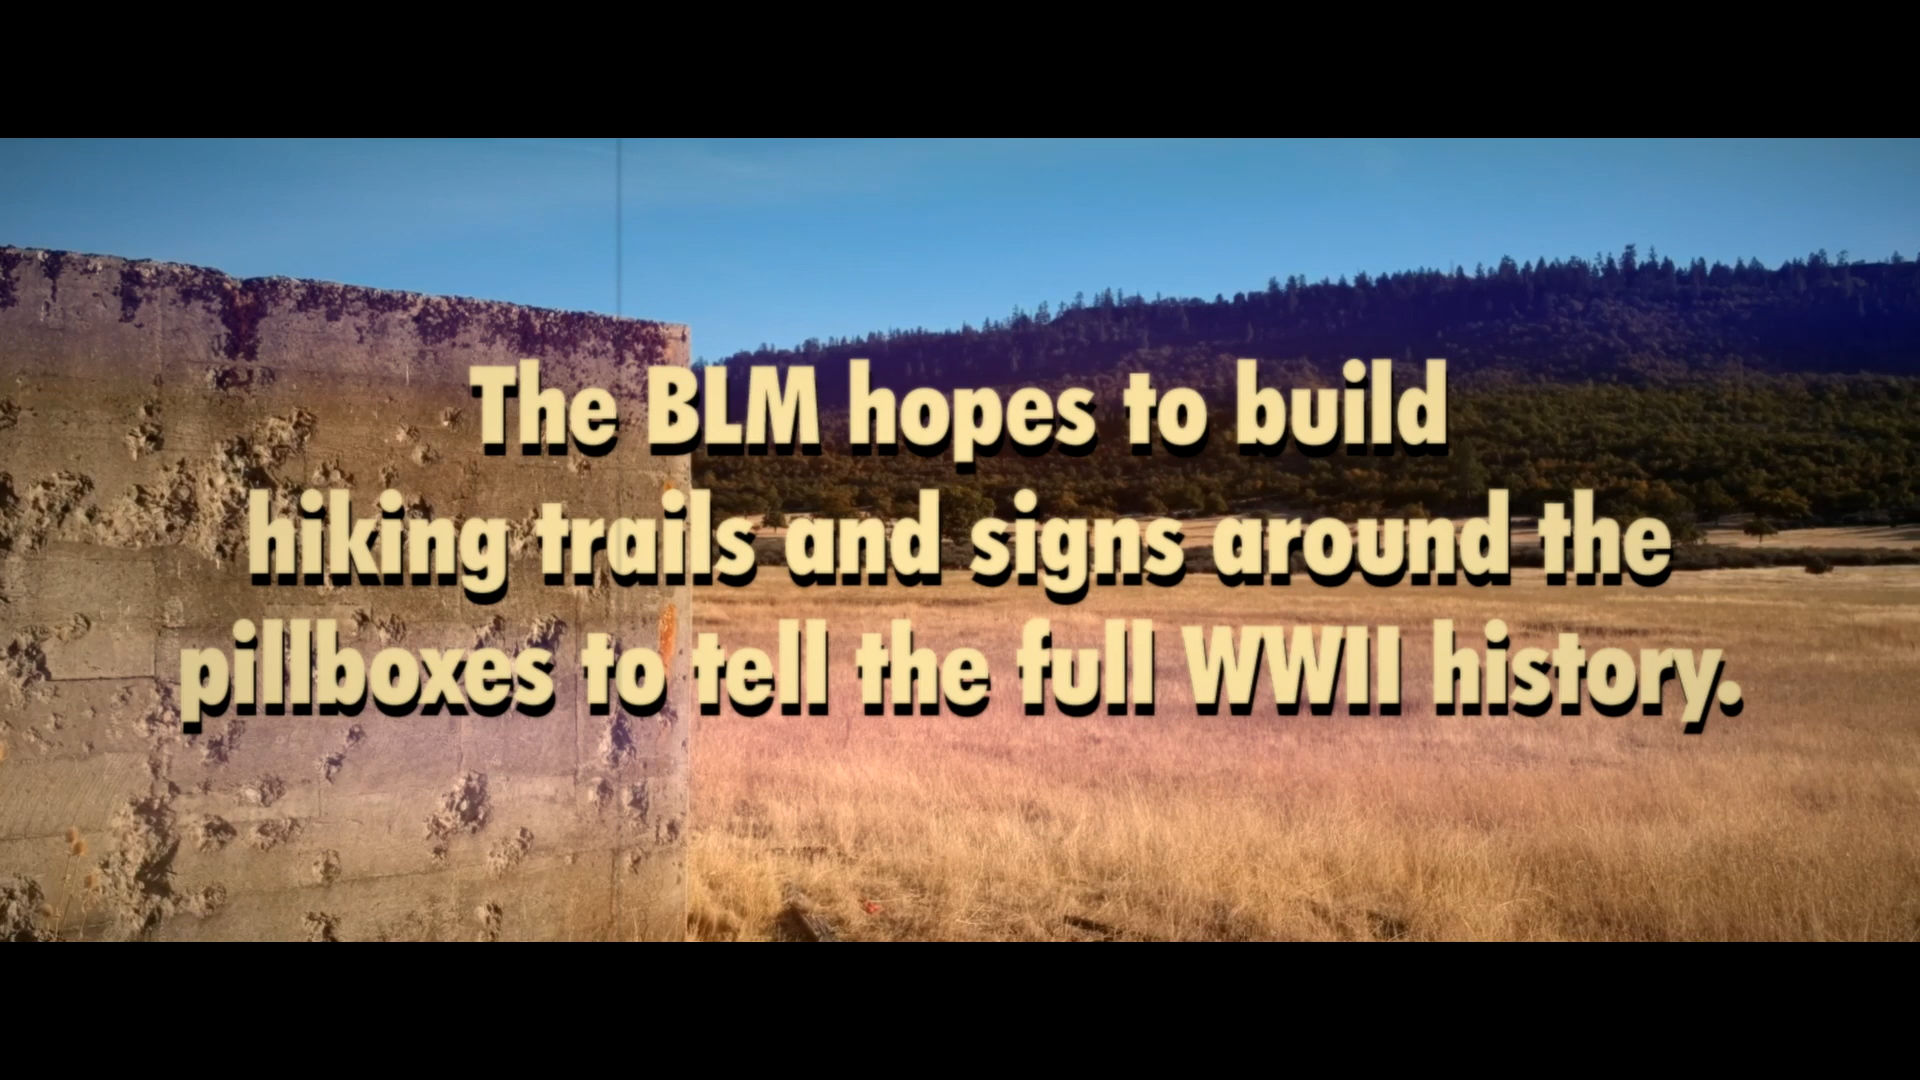 The BLM hopes to build
hiking trails and signs around the
pillboxes to tell the full WWII history.